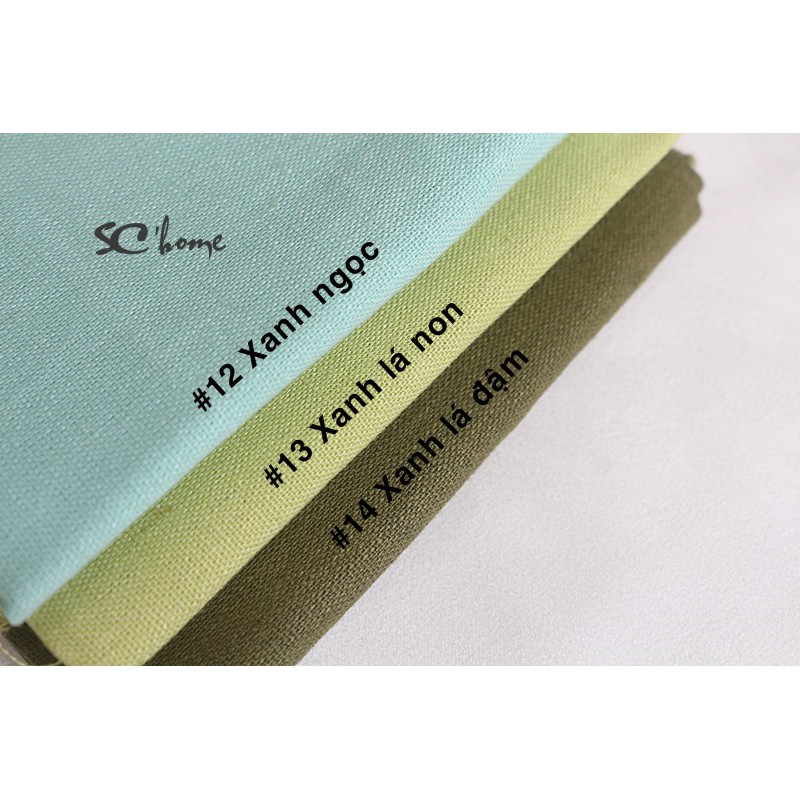 SC'home
#12 Xanh ngọc
#13 Xanh lá non
#14 Xanh lá đậm